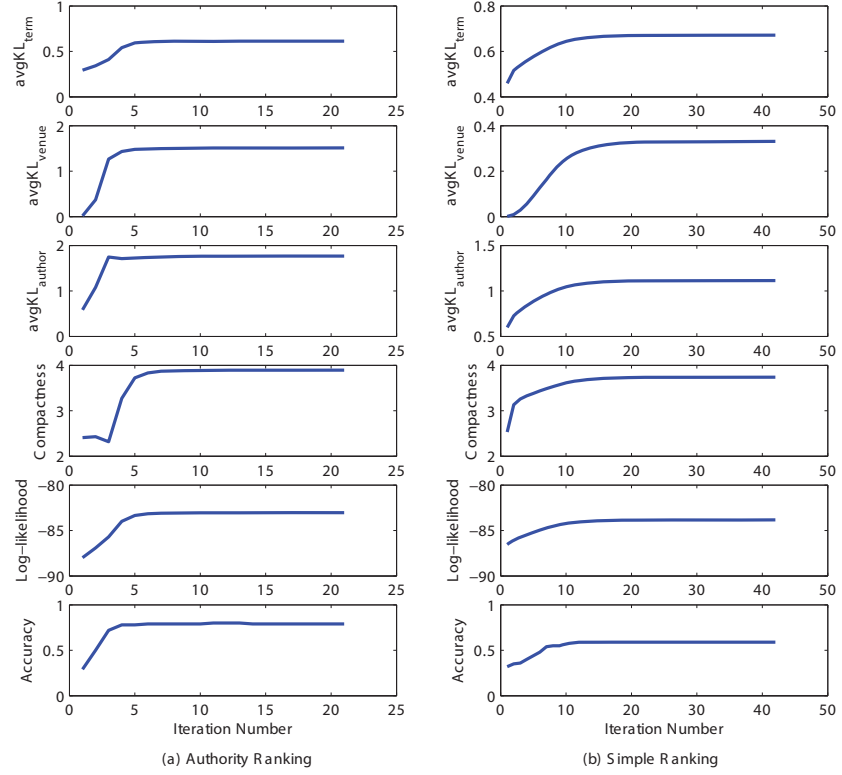 1
0.5
0
avgKL_term
0 5 10 15 20 25
2
1
0
avgKL_venue
0 5 10 15 20 25
2
1
0
avgKL_author
0 5 10 15 20 25
4
3
2
Compactness
0 5 10 15 20 25
−80
−85
−90
Log−likelihood
0 5 10 15 20 25
1
0.5
0
Accuracy
0 5 10 15 20 25
Iteration Number
(a) Authority Ranking
0.8
0.6
0.4
avgKL_term
0 10 20 30 40 50
0.4
0.2
0
avgKL_venue
0 10 20 30 40 50
1.5
1
0.5
avgKL_author
0 10 20 30 40 50
4
3
2
Compactness
0 10 20 30 40 50
−80
−85
−90
Log−likelihood
0 10 20 30 40 50
1
0.5
0
Accuracy
0 10 20 30 40 50
Iteration Number
(b) Simple Ranking